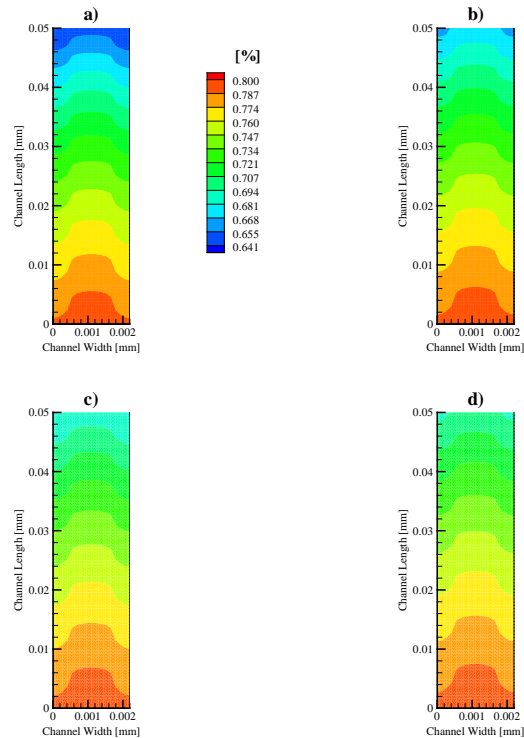 a)
0.05
0.04
0.03
0.02
0.01
0
0 0.001 0.002
Channel Width [mm]
Channel Length [mm]
[%]
0.800
0.787
0.774
0.760
0.747
0.734
0.721
0.707
0.694
0.681
0.668
0.655
0.641
b)
0.05
0.04
0.03
0.02
0.01
0
0 0.001 0.002
Channel Width [mm]
Channel Length [mm]
c)
0.05
0.04
0.03
0.02
0.01
0
0 0.001 0.002
Channel Width [mm]
Channel Length [mm]
d)
0.05
0.04
0.03
0.02
0.01
0
0 0.001 0.002
Channel Width [mm]
Channel Length [mm]